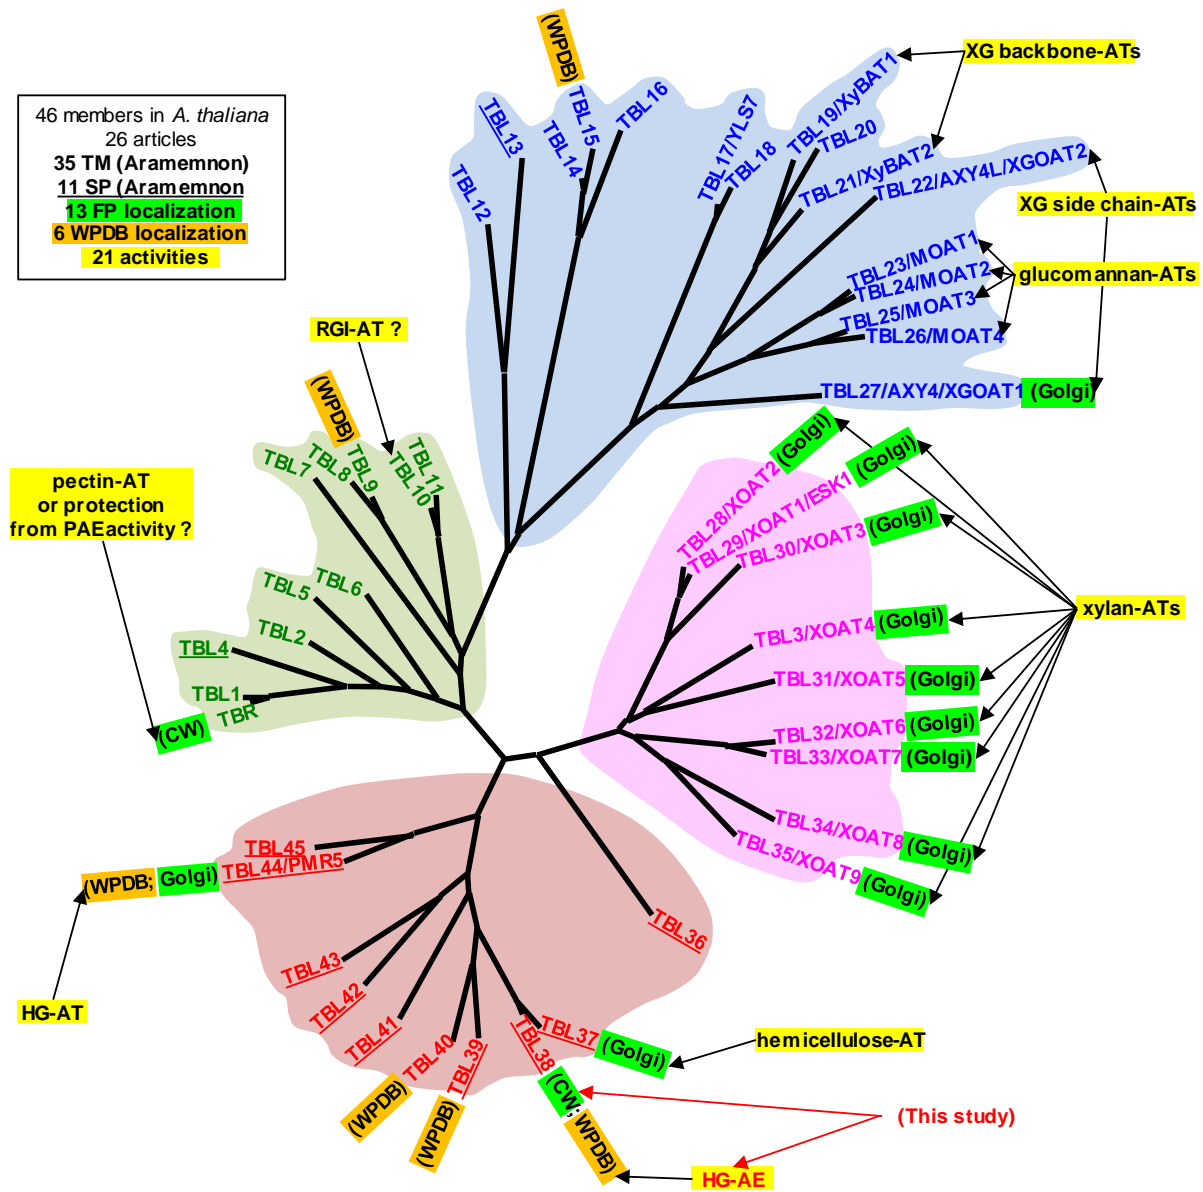 46 members in A. thaliana
26 articles
35 TM (Aramemnon)
11 SP (Aramemnon
13 FP localization
6 WPDB localization
21 activities
(WPDB)
XG backbone-ATs
TBL12
TBL13
TBL14
TBL15
TBL16
TBL17/YLS7
TBL18
TBL19/XyBAT1
TBL20
TBL21/XyBAT2
TBL22/AXY4L/XGOAT2
XG side chain-ATs
TBL23/MOAT1
TBL24/MOAT2
glucomannan-ATs
TBL25/MOAT3
TBL26/MOAT4
TBL27/AXY4/XGOAT1 (Golgi)
RGI-AT ?
(WPDB)
pectin-AT
or protection
from PAEactivity ?
TBL7
TBL8
TBL9
TBL10
TBL11
TBL6
TBL5
TBL2
TBL4
TBL1
TBR
(CW)
TBL28/XOAT2 (Golgi)
TBL29/XOAT1/ESK1 (Golgi)
TBL30/XOAT3 (Golgi)
xylan-ATs
TBL3/XOAT4 (Golgi)
TBL31/XOAT5 (Golgi)
TBL32/XOAT6 (Golgi)
TBL33/XOAT7 (Golgi)
TBL34/XOAT8 (Golgi)
TBL35/XOAT9 (Golgi)
TBL45
(WPDB; Golgi) TBL44/PMR5
TBL36
HG-AT
TBL43
TBL42
TBL41
TBL40
(WPDB)
TBL39
(WPDB)
TBL38
(CW; WPDB)
TBL37 (Golgi)
hemicellulose-AT
(This study)
HG-AE